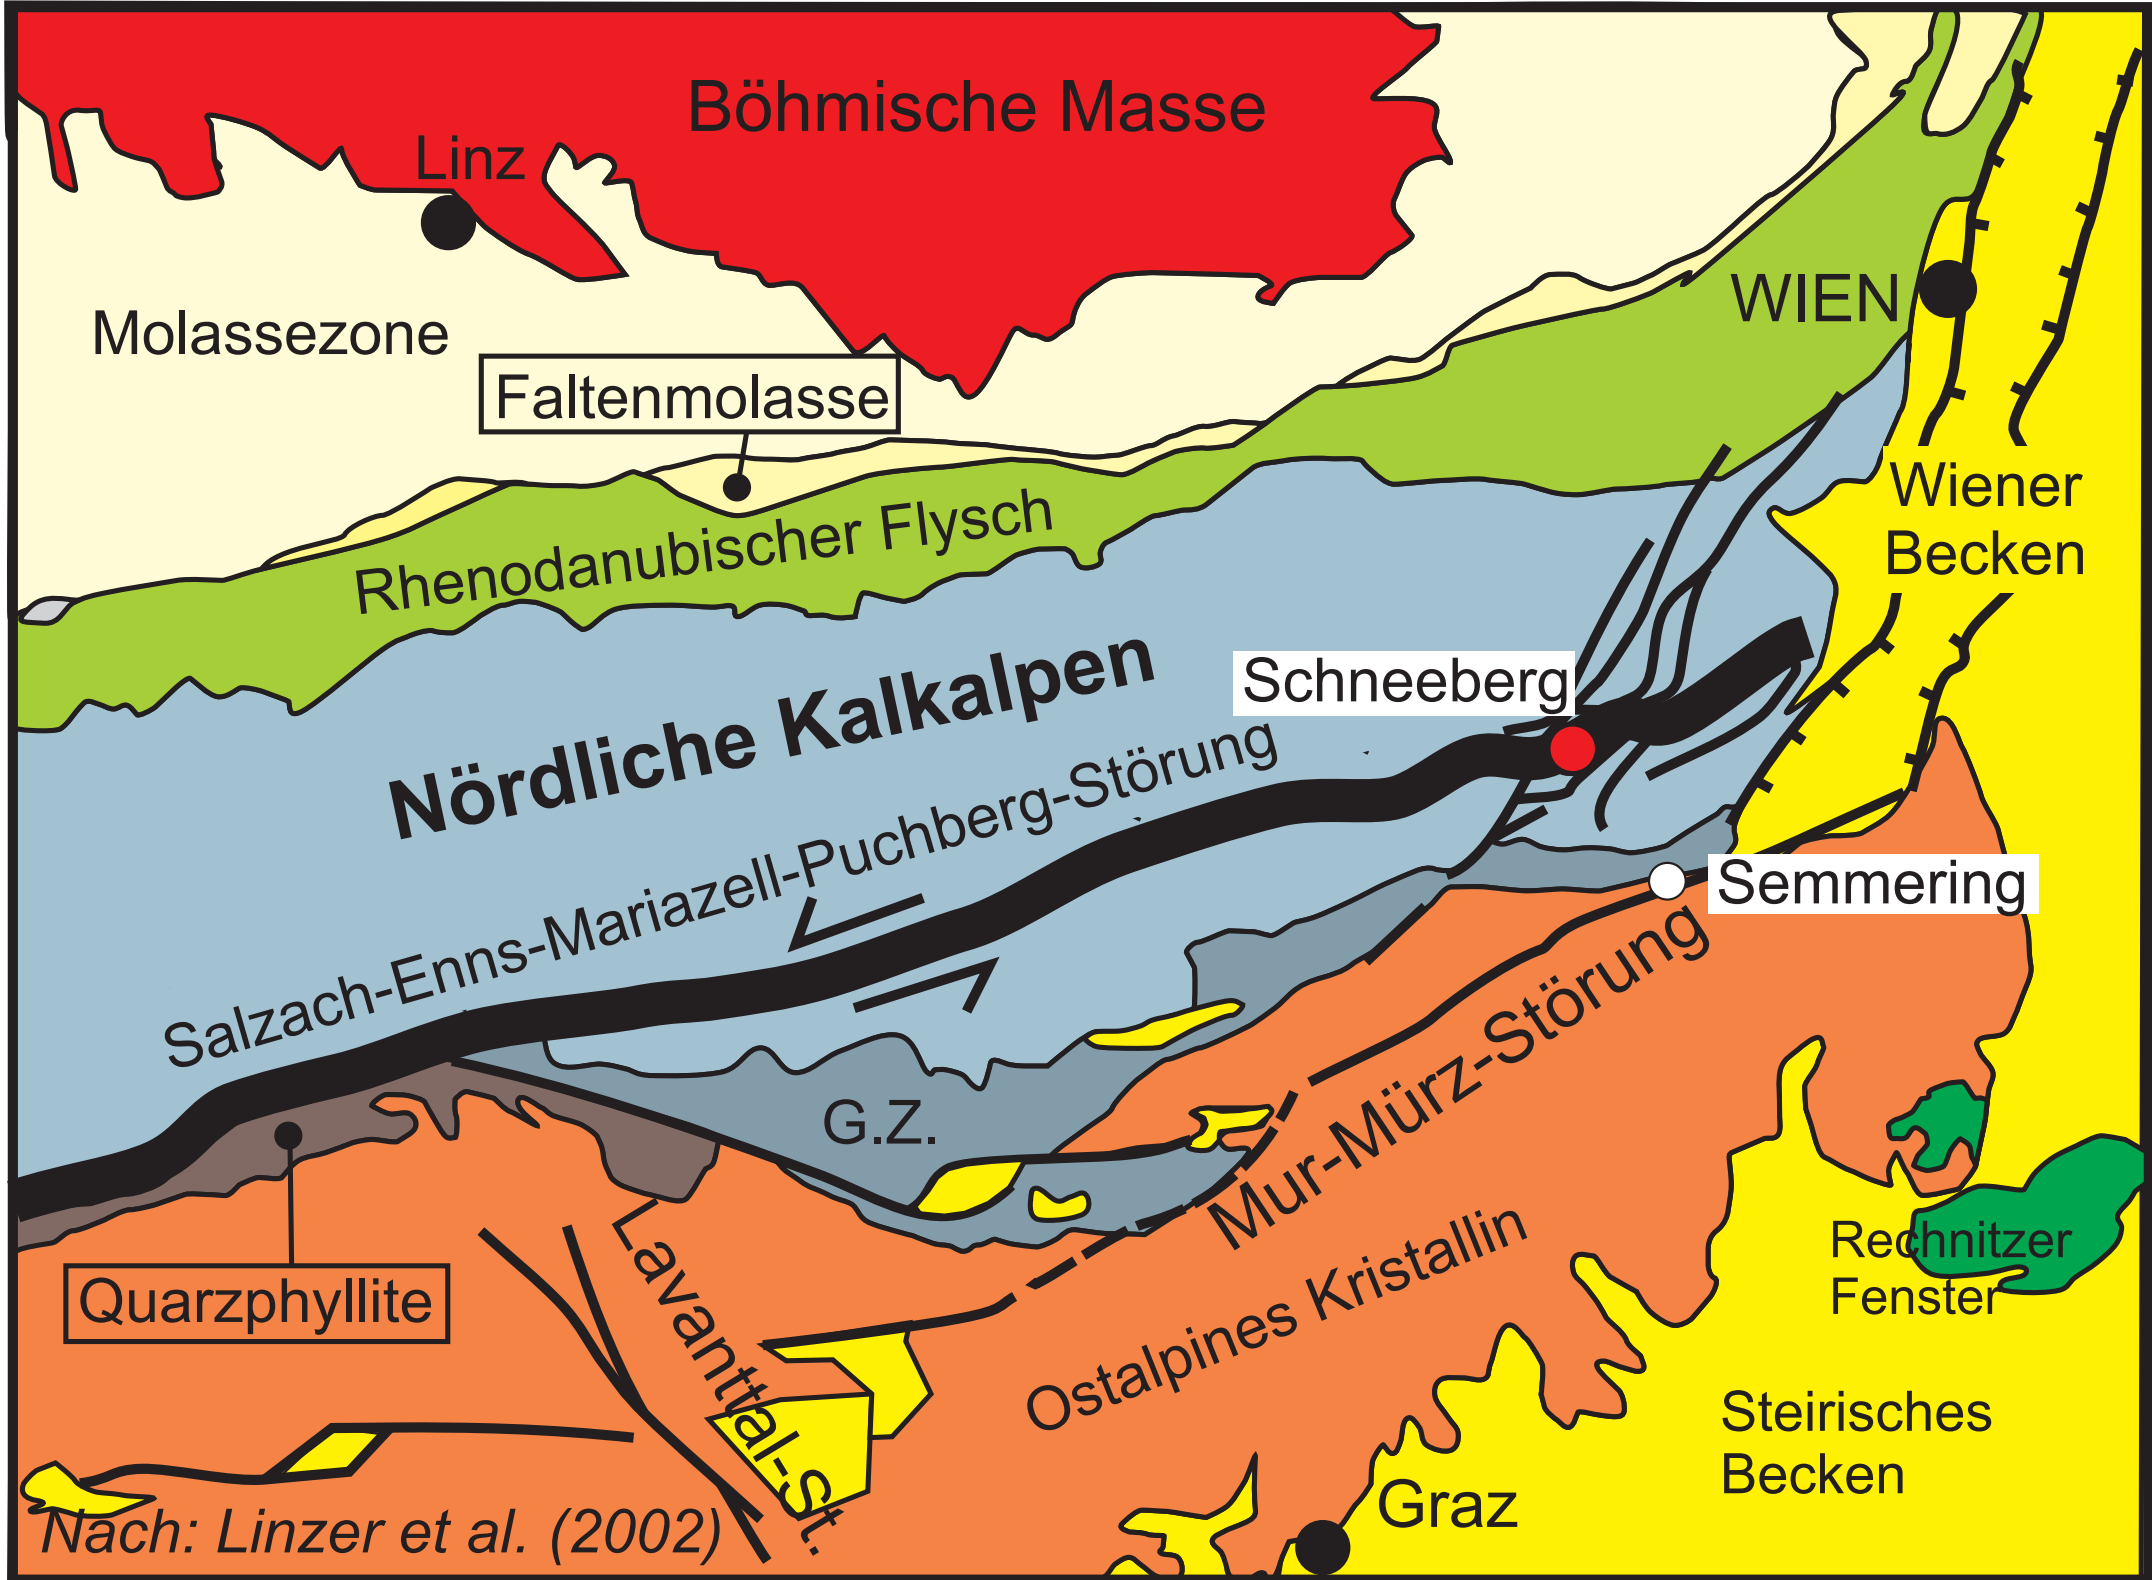 Böhmische Masse
Linz
WIEN
Molassezone
Faltenmolasse
Wiener
Becken
Rhenodanubischer Flysch
Nördliche Kalkalpen
Schneeberg
Salzach-Enns-Mariazell-Puchberg-Störung
Semmering
G.Z.
Mur-Mürz-Störung
Quarzphyllite
Lavanttal-St.
Ostalpines Kristallin
Rechnitzer
Fenster
Steirisches
Becken
Graz
Nach: Linzer et al. (2002)